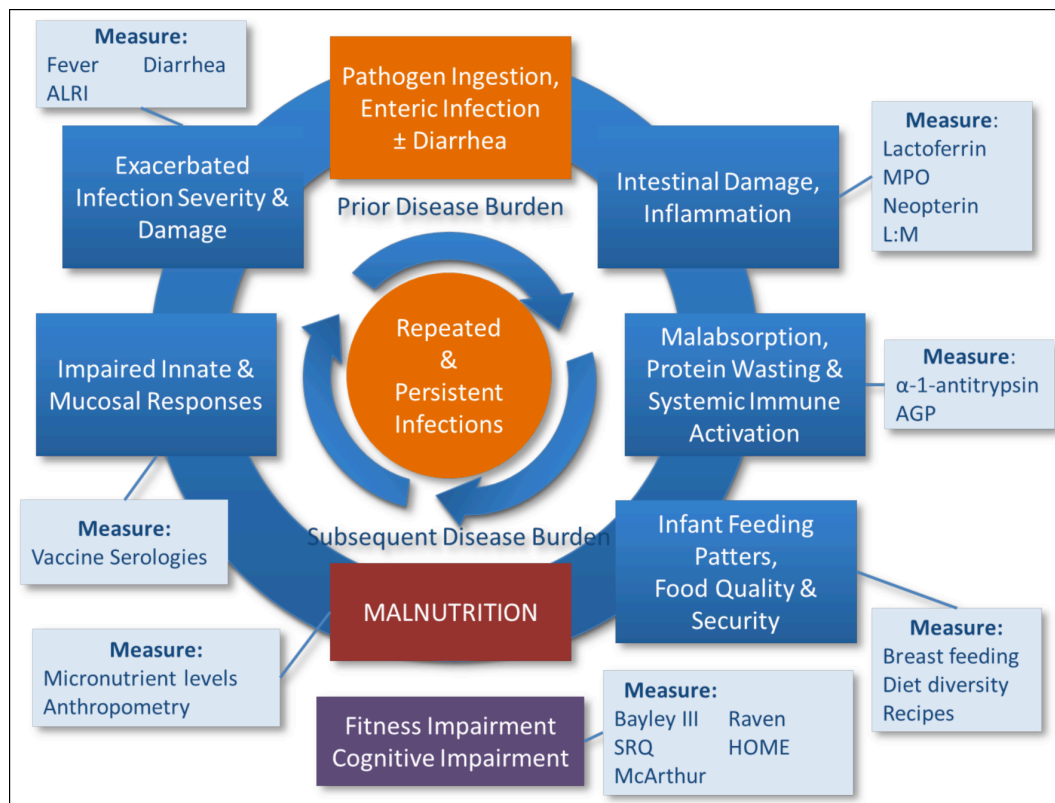 Measure:
Fever Diarrhea
ALRI
Pathogen Ingestion,
Enteric Infection
± Diarrhea
Exacerbated
Infection Severity &
Damage
Intestinal Damage,
Inflammation
Measure:
Lactoferrin
MPO
Neopterin
L:M
Prior Disease Burden
Repeated
&
Persistent
Infections
Impaired Innate &
Mucosal Responses
Malabsorption,
Protein Wasting &
Systemic Immune
Activation
Measure:
α-1-antitrypsin
AGP
Measure:
Vaccine Serologies
Subsequent Disease Burden
Infant Feeding
Patters,
Food Quality &
Security
MALNUTRITION
Measure:
Micronutrient levels
Anthropometry
Measure:
Breast feeding
Diet diversity
Recipes
Fitness Impairment
Cognitive Impairment
Measure:
Bayley III Raven
SRQ HOME
McArthur